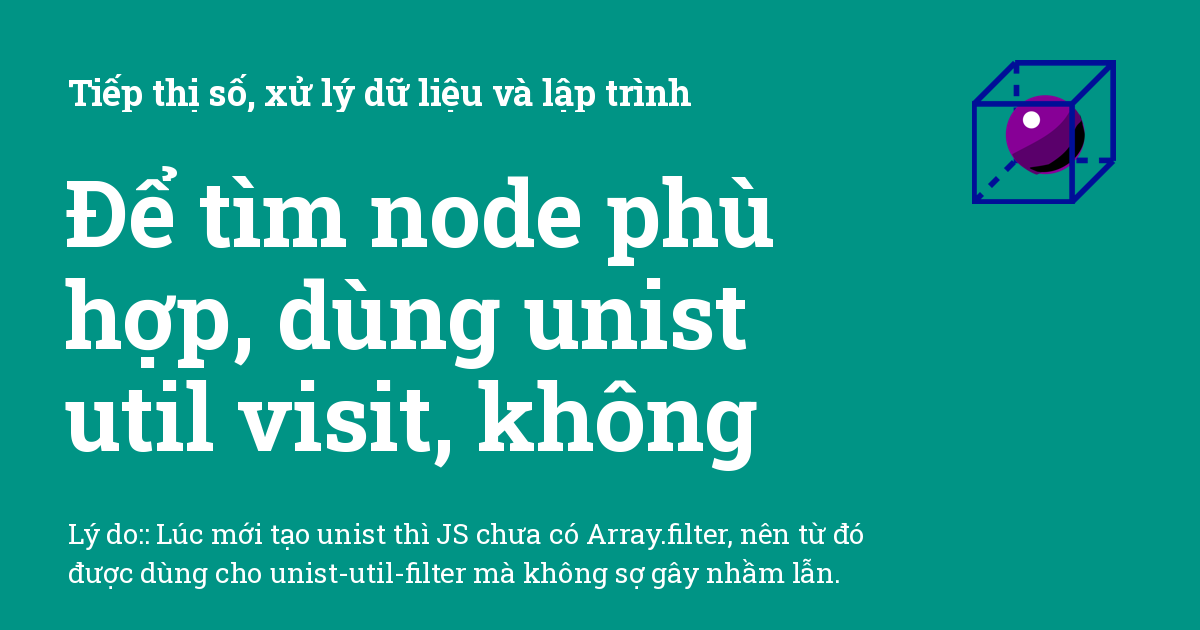 Tiếp thị số, xử lý dữ liệu và lập trình
Để tìm node phù
hợp, dùng unist
util visit, không
Lý do:: Lúc mới tạo unist thì JS chưa có Array.filter, nên từ đó
được dùng cho unist-util-filter mà không sợ gây nhầm lẫn.